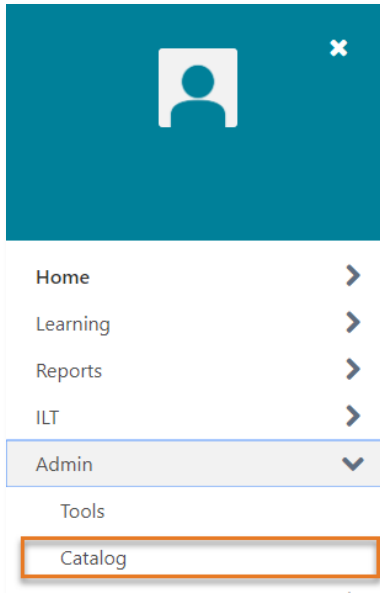 Home
Learning
Reports
ILT
Admin
Tools
Catalog